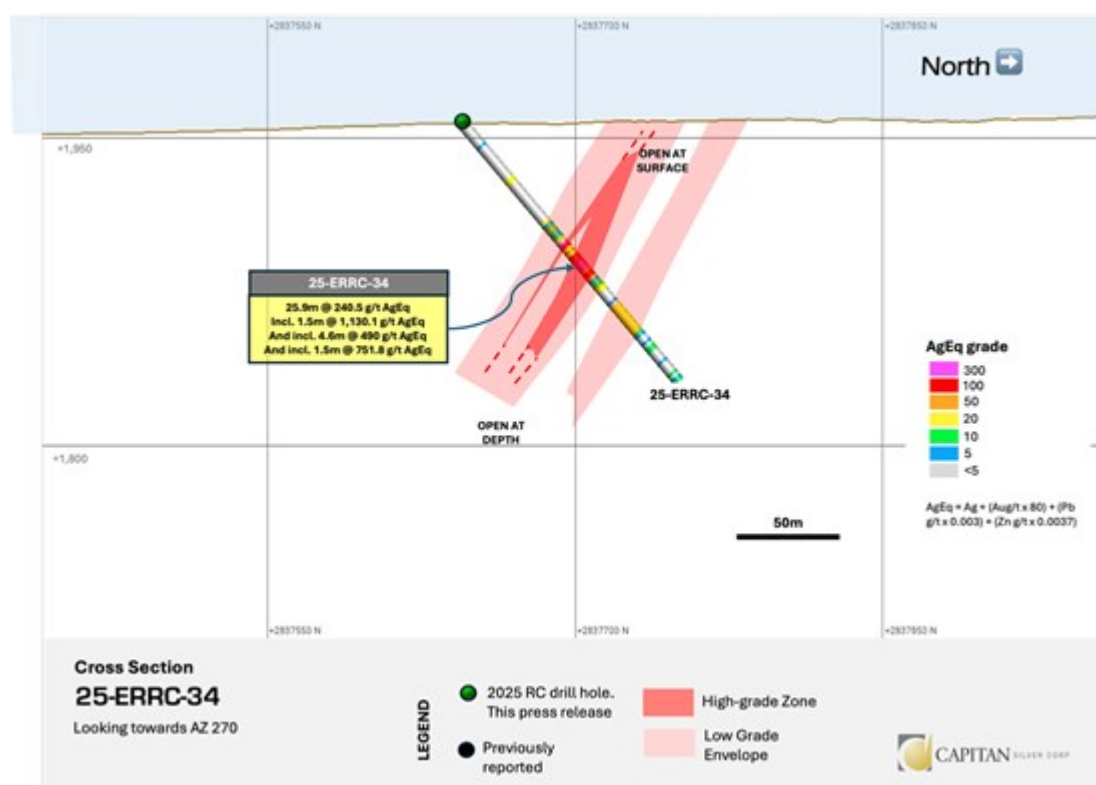 +2837550 N
+2837700 N
+2837850 N
North
+1,950
OPEN AT
SURFACE
25-ERRC-34
25.9m @ 240.5 g/t AgEq
Incl. 1.5m @ 1,130.1 g/t AgEq
And incl. 4.6m @ 490 g/t AgEq
And incl. 1.5m @ 751.8 g/t AgEq
25-ERRC-34
OPEN AT
DEPTH
+1,800
AgEq grade
300
100
50
20
10
5
<5
AgEq = Ag + (Aug/t x 80) + (Pb
g/t x 0.003) + (Zn g/t x 0.0037)
50m
+2837550 N
+2837700 N
+2837850 N
Cross Section
25-ERRC-34
Looking towards AZ 270
LEGEND
2025 RC drill hole.
This press release
Previously
reported
High-grade Zone
Low Grade
Envelope
CAPITAN SILVER CORP